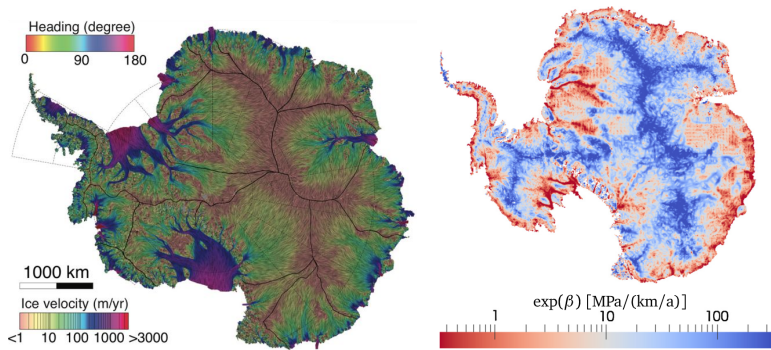 Heading (degree)
0 90 180
1000 km
Ice velocity (m/yr)
<1 10 100 1000 >3000
exp(β) [MPa/(km/a)]
1 10 100